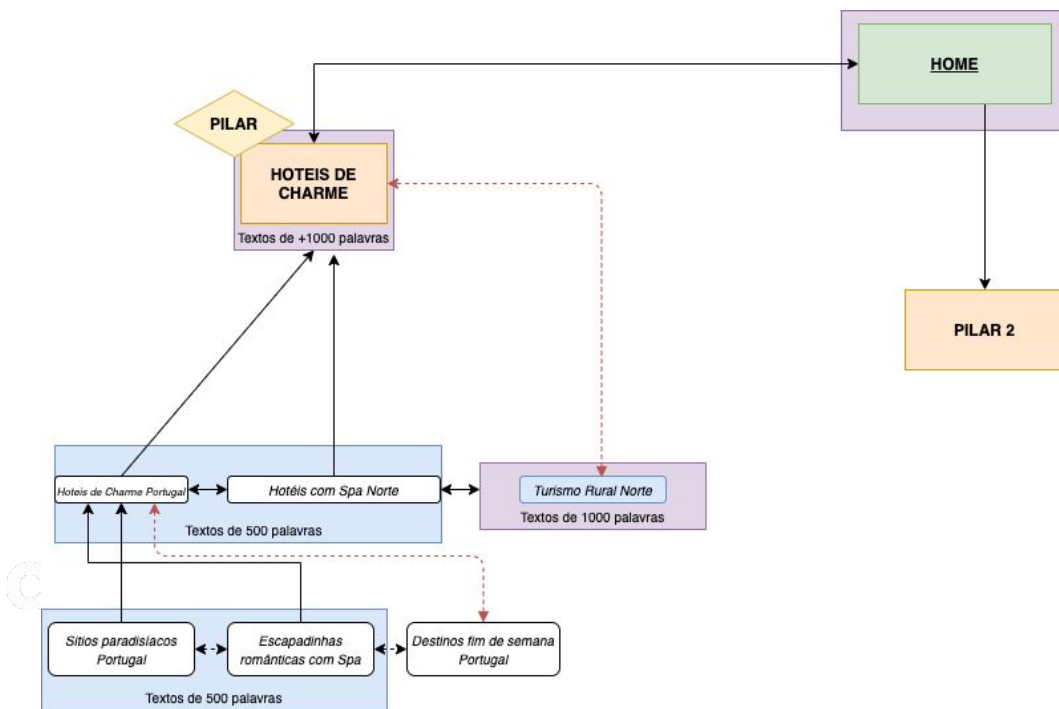 HOME
PILAR
HOTEIS DE
CHARME
Textos de +1000 palavras
PILAR 2
Hoteis de Charme Portugal
Hotéis com Spa Norte
Turismo Rural Norte
Textos de 1000 palavras
Textos de 500 palavras
Sítios paradisíacos
Portugal
Escapadinhas
românticas com Spa
Destinos fim de semana
Portugal
Textos de 500 palavras